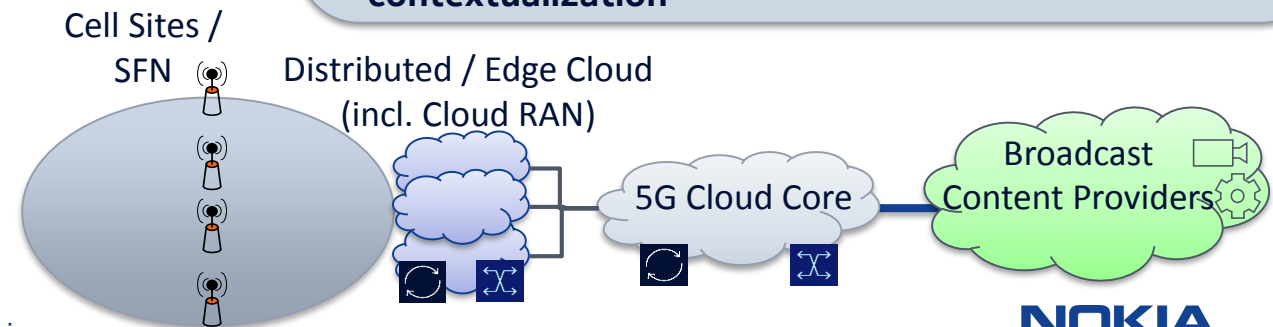 contextualization
Cell Sites /
SFN
Distributed / Edge Cloud
(incl. Cloud RAN)
5G Cloud Core
Broadcast
Content Providers
NOKIA